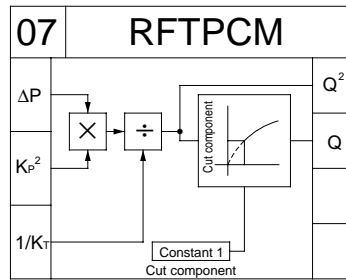 07 RFTPCM
ΔP
Q²
×
÷
Cut component
Q
KP²
1/KT
Constant 1
Cut component